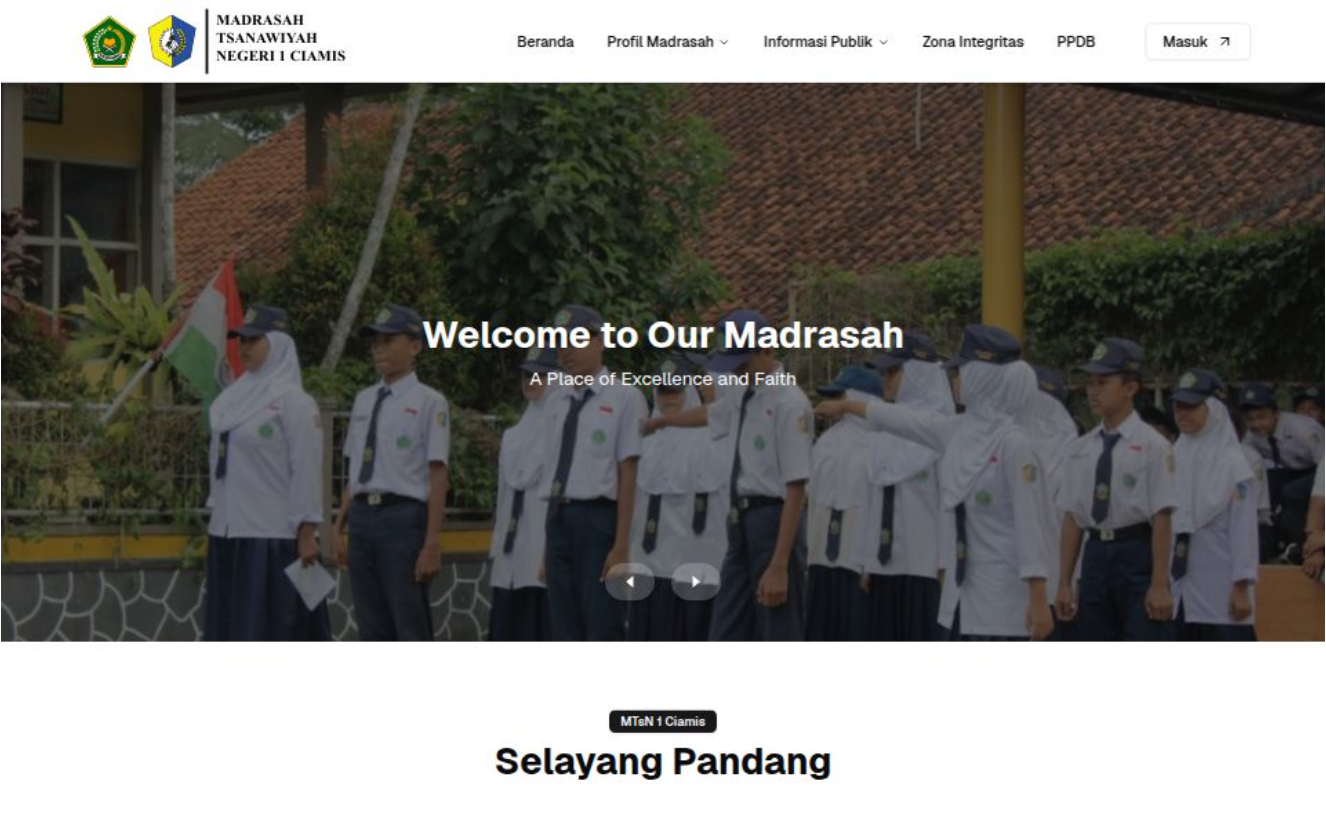 MADRASAH
TSANAWIYAH
NEGERI 1 CIAMIS
Beranda
Profil Madrasah
Informasi Publik
Zona Integritas
PPDB
Masuk
Welcome to Our Madrasah
A Place of Excellence and Faith
MTsN 1 Ciamis
Selayang Pandang